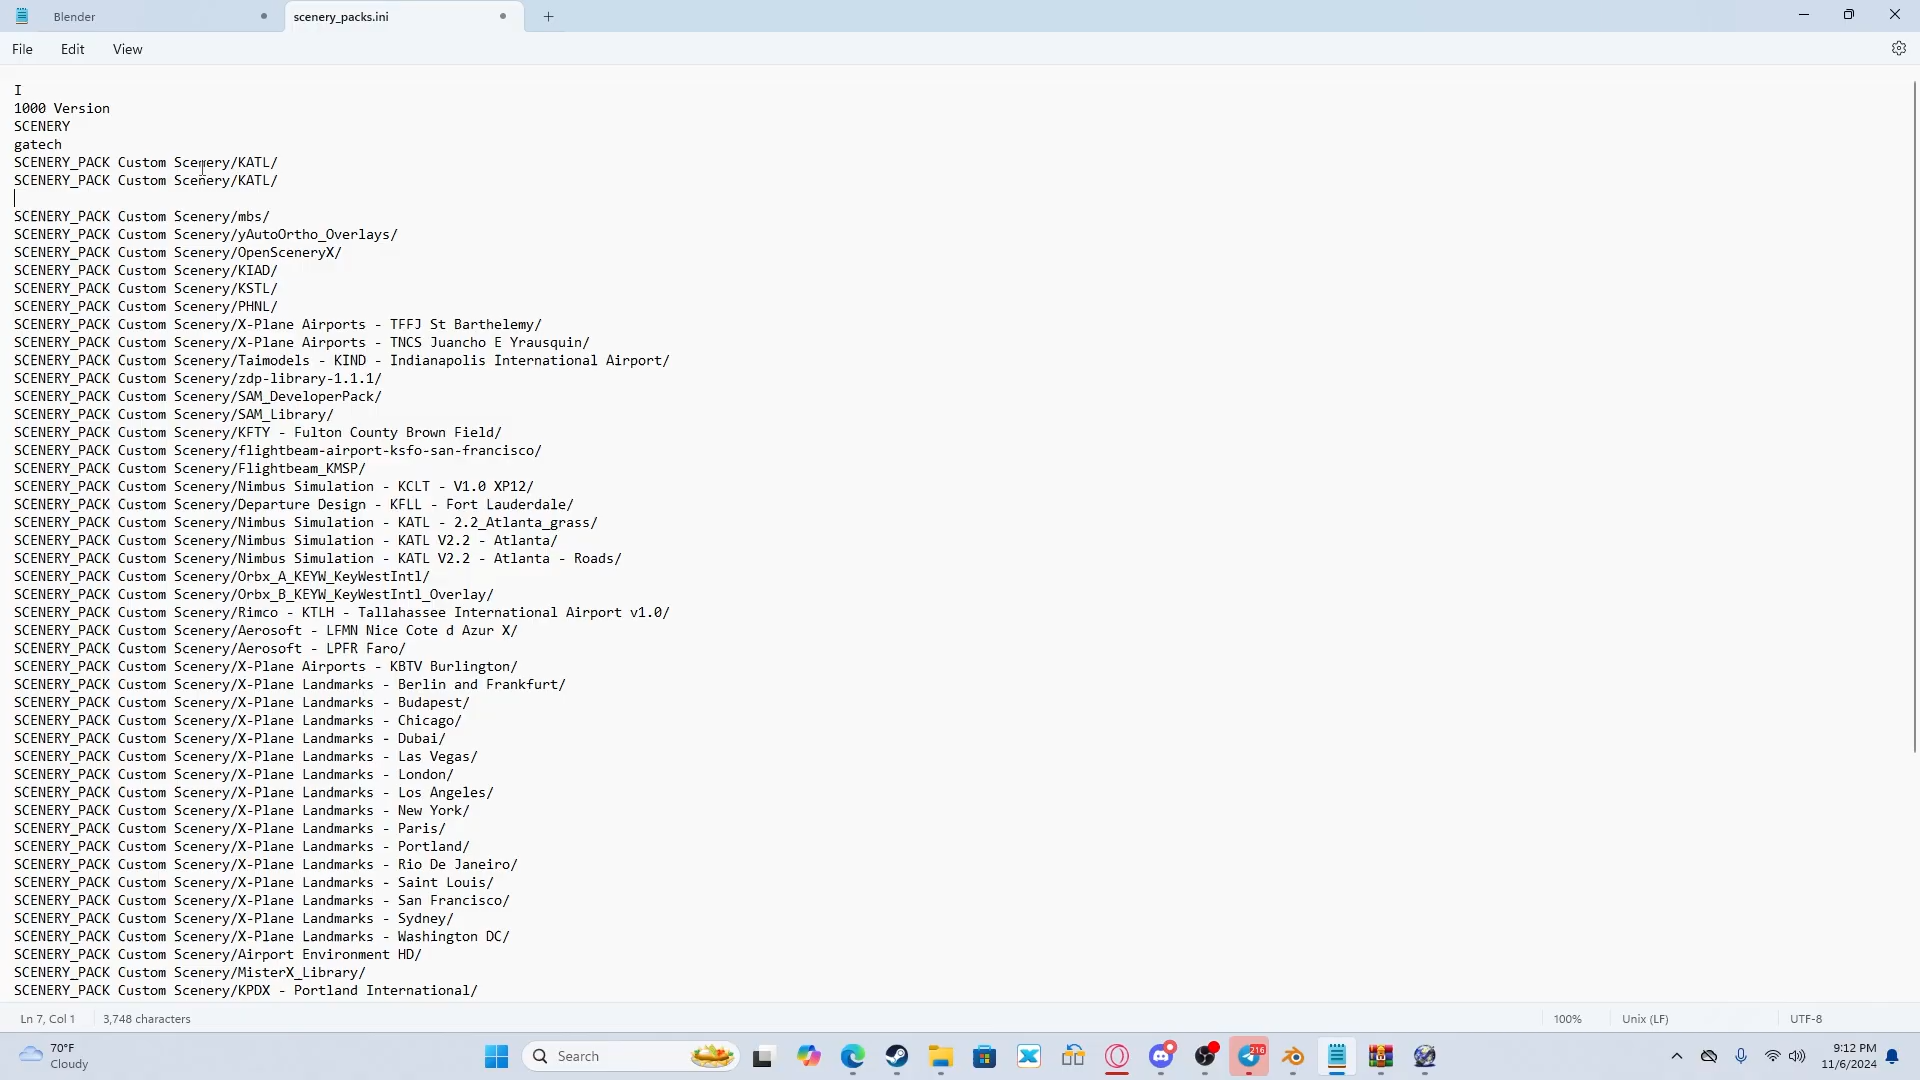 Blender
scenery_packs.ini
File
Edit
View
I
1000 Version
SCENERY
gatech
SCENERY_PACK Custom Scenery/KATL/
SCENERY_PACK Custom Scenery/KATL/
SCENERY_PACK Custom Scenery/mbs/
SCENERY_PACK Custom Scenery/yAutoOrtho_Overlays/
SCENERY_PACK Custom Scenery/OpenSceneryX/
SCENERY_PACK Custom Scenery/KIAD/
SCENERY_PACK Custom Scenery/KSTL/
SCENERY_PACK Custom Scenery/PHNL/
SCENERY_PACK Custom Scenery/X-Plane Airports - TFFJ St Barthelemy/
SCENERY_PACK Custom Scenery/X-Plane Airports - TNCS Juancho E Yrausquin/
SCENERY_PACK Custom Scenery/Taimodels - KIND - Indianapolis International Airport/
SCENERY_PACK Custom Scenery/zdp-library-1.1.1/
SCENERY_PACK Custom Scenery/SAM_DeveloperPack/
SCENERY_PACK Custom Scenery/SAM_Library/
SCENERY_PACK Custom Scenery/KFTY - Fulton County Brown Field/
SCENERY_PACK Custom Scenery/flightbeam-airport-ksfo-san-francisco/
SCENERY_PACK Custom Scenery/Flightbeam_KMSP/
SCENERY_PACK Custom Scenery/Nimbus Simulation - KCLT - V1.0 XP12/
SCENERY_PACK Custom Scenery/Departure Design - KFLL - Fort Lauderdale/
SCENERY_PACK Custom Scenery/Nimbus Simulation - KATL - 2.2_Atlanta_grass/
SCENERY_PACK Custom Scenery/Nimbus Simulation - KATL V2.2 - Atlanta/
SCENERY_PACK Custom Scenery/Nimbus Simulation - KATL V2.2 - Atlanta - Roads/
SCENERY_PACK Custom Scenery/Orbx_A_KEYW_KeyWestIntl/
SCENERY_PACK Custom Scenery/Orbx_B_KEYW_KeyWestIntl_Overlay/
SCENERY_PACK Custom Scenery/Rimco - KTLH - Tallahassee International Airport v1.0/
SCENERY_PACK Custom Scenery/Aerosoft - LFMN Nice Cote d Azur X/
SCENERY_PACK Custom Scenery/Aerosoft - LPFR Faro/
SCENERY_PACK Custom Scenery/X-Plane Airports - KBTV Burlington/
SCENERY_PACK Custom Scenery/X-Plane Landmarks - Berlin and Frankfurt/
SCENERY_PACK Custom Scenery/X-Plane Landmarks - Budapest/
SCENERY_PACK Custom Scenery/X-Plane Landmarks - Chicago/
SCENERY_PACK Custom Scenery/X-Plane Landmarks - Dubai/
SCENERY_PACK Custom Scenery/X-Plane Landmarks - Las Vegas/
SCENERY_PACK Custom Scenery/X-Plane Landmarks - London/
SCENERY_PACK Custom Scenery/X-Plane Landmarks - Los Angeles/
SCENERY_PACK Custom Scenery/X-Plane Landmarks - New York/
SCENERY_PACK Custom Scenery/X-Plane Landmarks - Paris/
SCENERY_PACK Custom Scenery/X-Plane Landmarks - Portland/
SCENERY_PACK Custom Scenery/X-Plane Landmarks - Rio De Janeiro/
SCENERY_PACK Custom Scenery/X-Plane Landmarks - Saint Louis/
SCENERY_PACK Custom Scenery/X-Plane Landmarks - San Francisco/
SCENERY_PACK Custom Scenery/X-Plane Landmarks - Sydney/
SCENERY_PACK Custom Scenery/X-Plane Landmarks - Washington DC/
SCENERY_PACK Custom Scenery/Airport Environment HD/
SCENERY_PACK Custom Scenery/MisterX_Library/
SCENERY_PACK Custom Scenery/KPDX - Portland International/
Ln 7, Col 1
3,748 characters
100%
Unix (LF)
UTF-8
70°F
Cloudy
Search
216
9:12 PM
11/6/2024